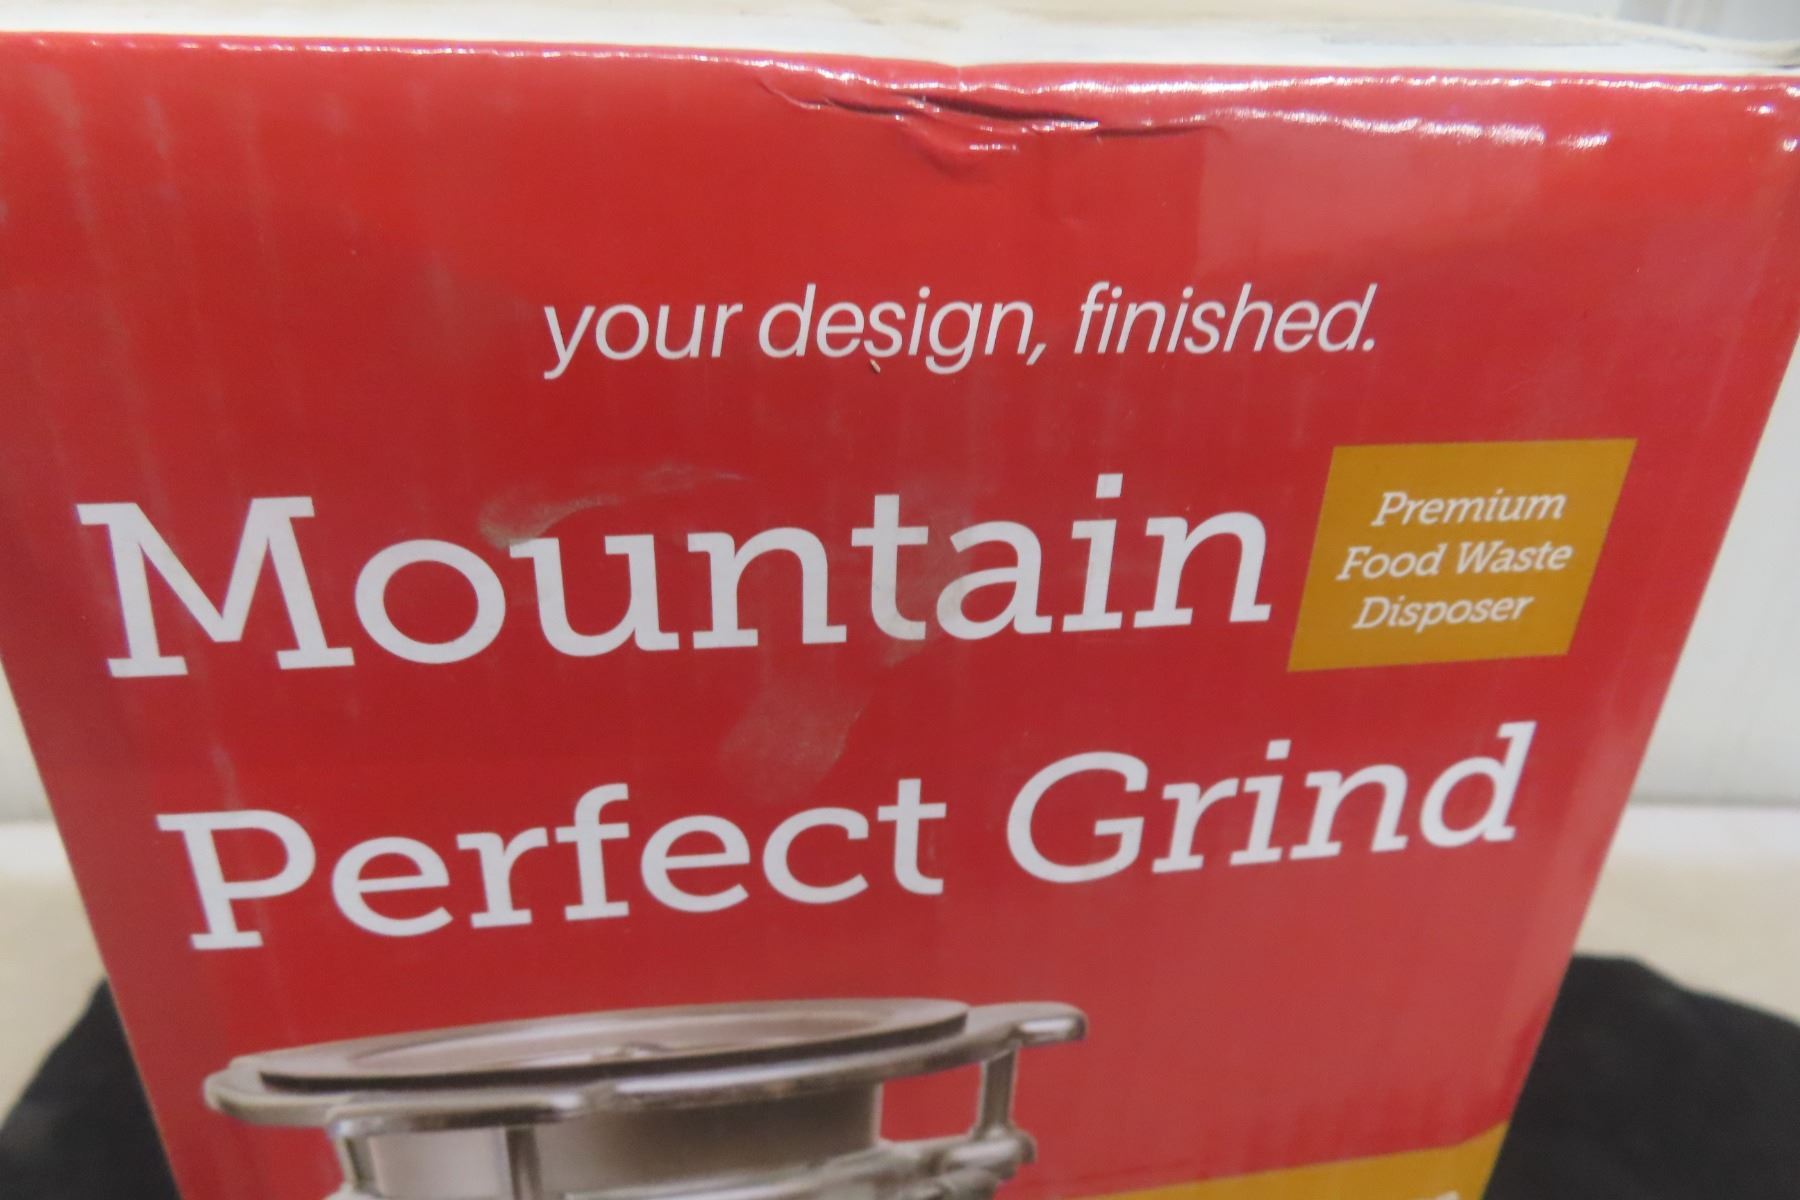 your design, finished.
Mountain
Premium
Food Waste
Disposer
Perfect Grind